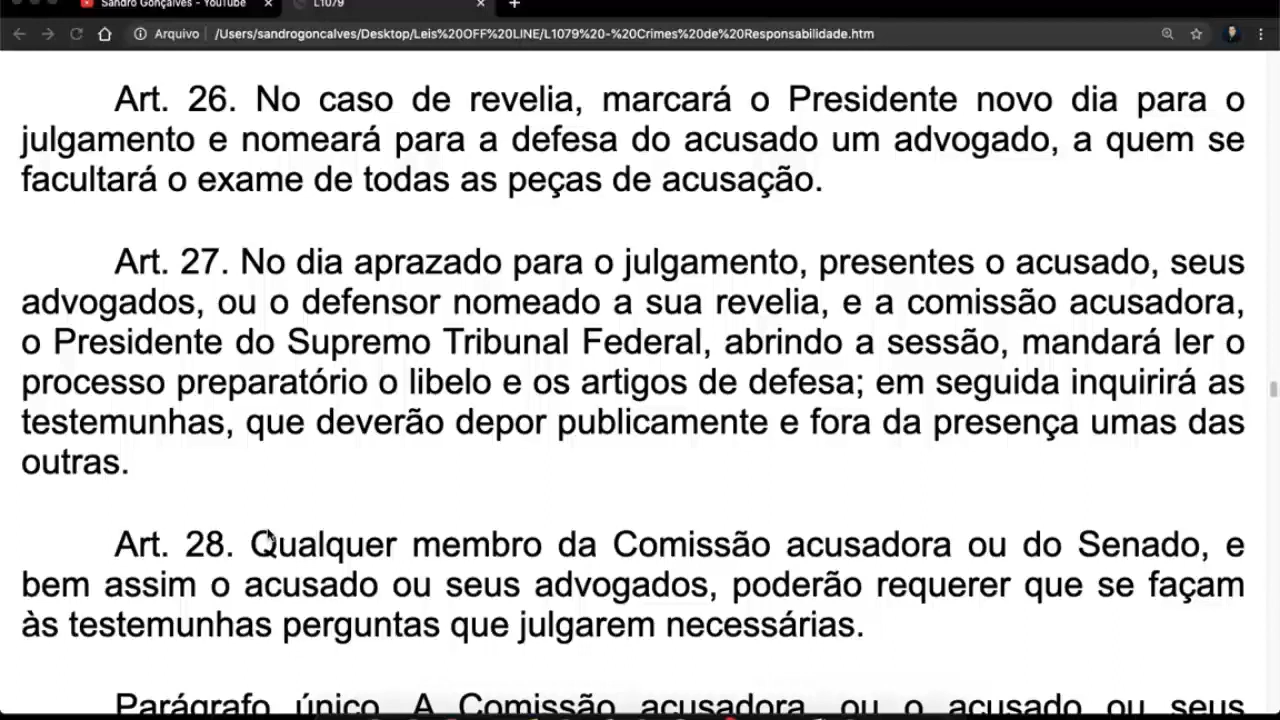 Sandro Gonçalves - YouTube
L1079
Arquivo
/Users/sandrogoncalves/Desktop/Leis%20OFF%20LINE/L1079%20-%20Crimes%20de%20Responsabilidade.htm
Art. 26. No caso de revelia, marcará o Presidente novo dia para o
julgamento e nomeará para a defesa do acusado um advogado, a quem se
facultará o exame de todas as peças de acusação.
Art. 27. No dia aprazado para o julgamento, presentes o acusado, seus
advogados, ou o defensor nomeado a sua revelia, e a comissão acusadora,
o Presidente do Supremo Tribunal Federal, abrindo a sessão, mandará ler o
processo preparatório o libelo e os artigos de defesa; em seguida inquirirá as
testemunhas, que deverão depor publicamente e fora da presença umas das
outras.
Art. 28. Qualquer membro da Comissão acusadora ou do Senado, e
bem assim o acusado ou seus advogados, poderão requerer que se façam
às testemunhas perguntas que julgarem necessárias.
Parágrafo único. A Comissão acusadora, ou o acusado ou seus